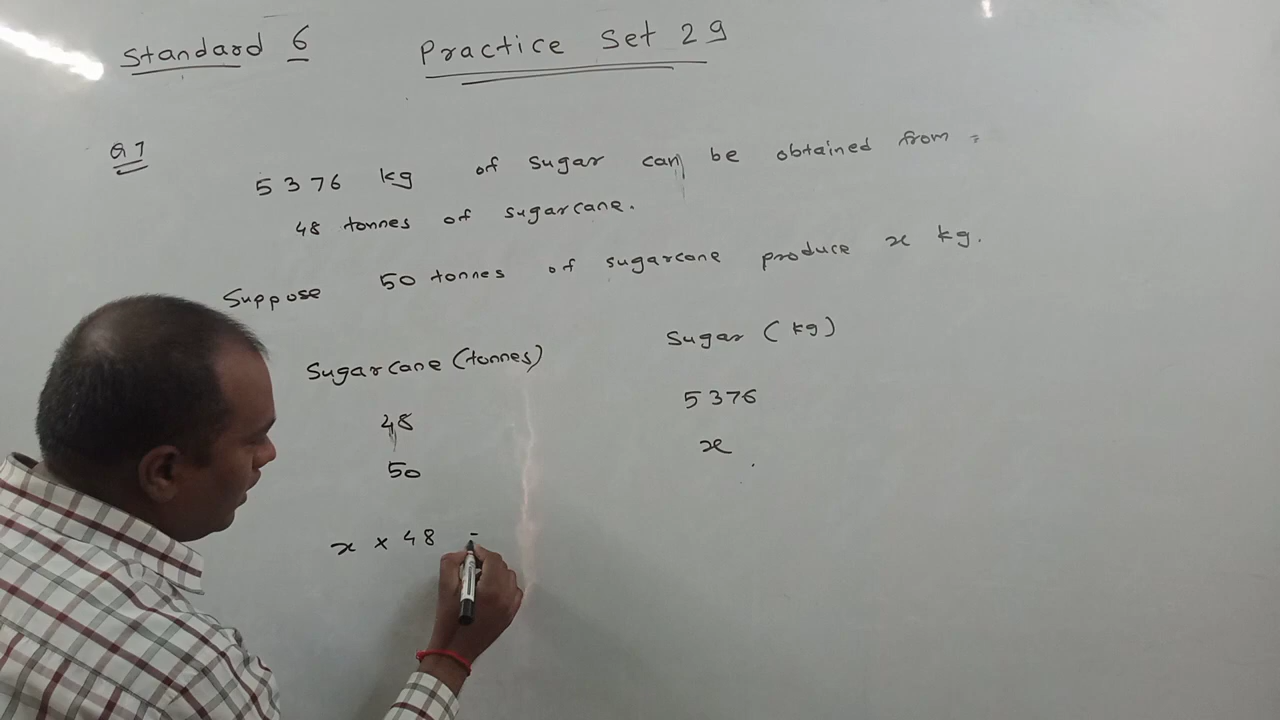 Standard 6 Practice Set 29
Q1
5376 kg of sugar can be obtained from
48 tonnes of sugarcane.
Suppose 50 tonnes of sugarcane produce x kg.
Sugarcane (tonnes) Sugar (kg)
48 5376
50 x
x × 48 =